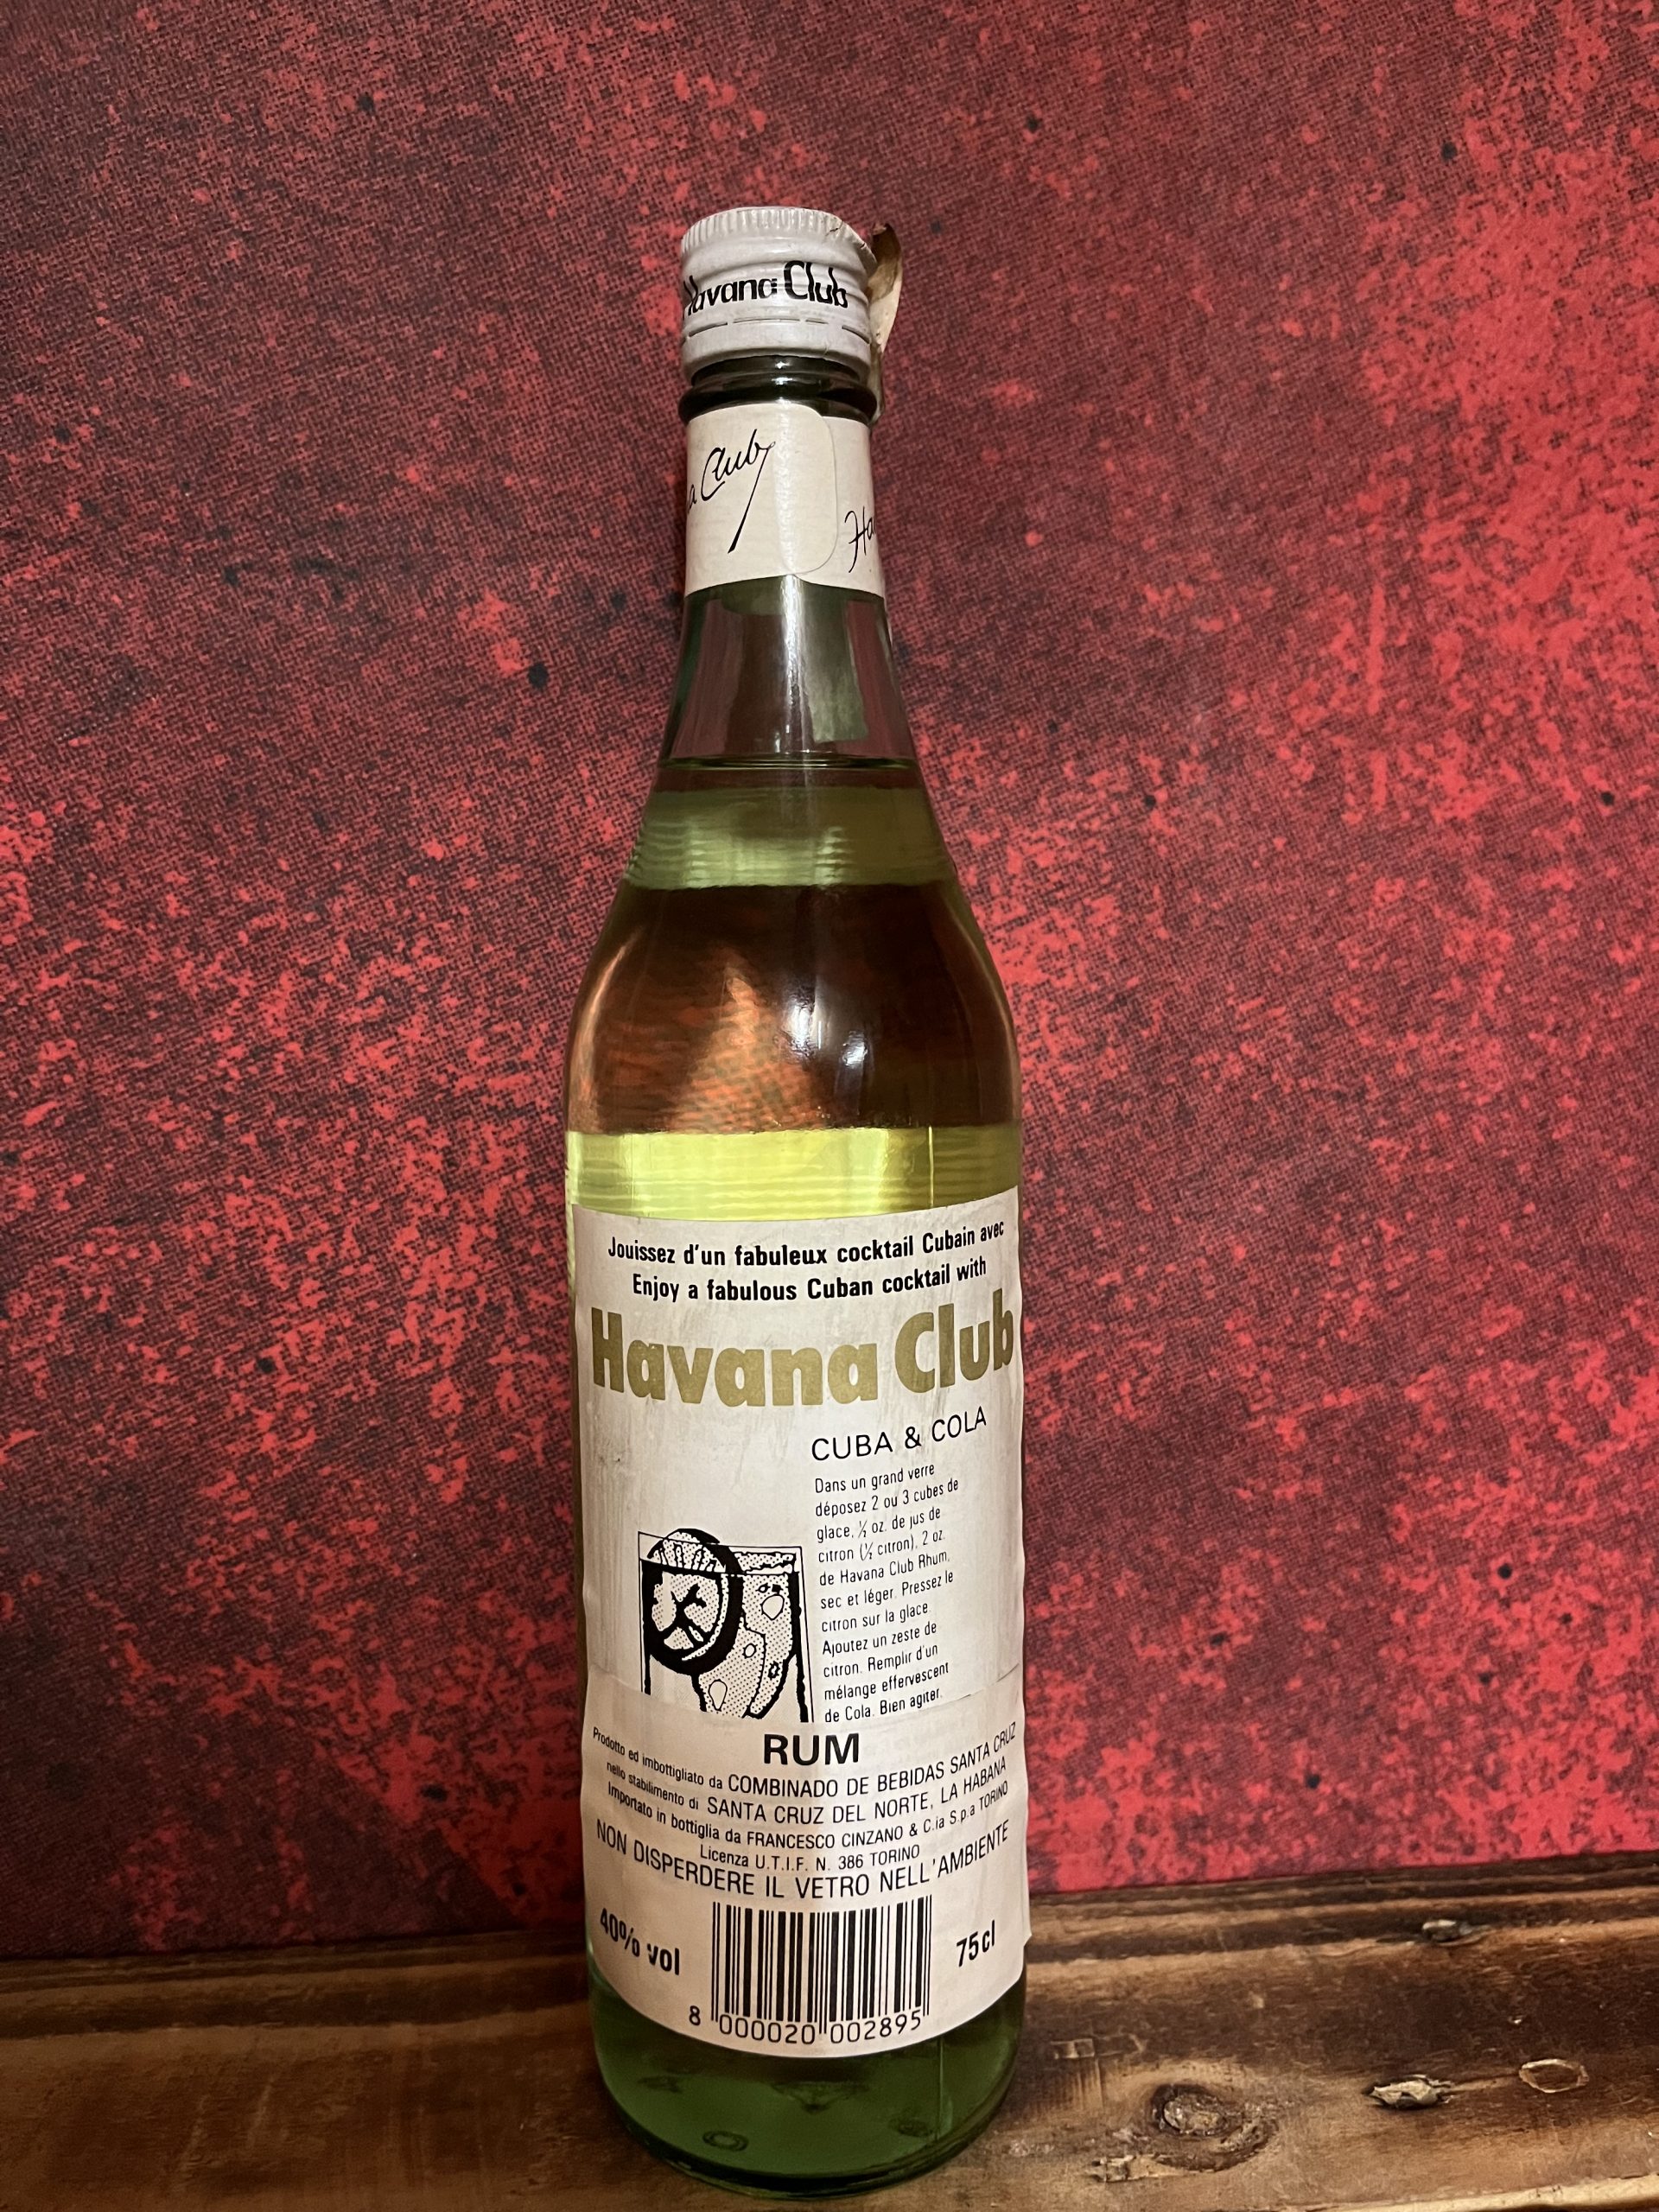 Havana Club
a Club
Ha
Jouissez d'un fabuleux cocktail Cubain avec
Enjoy a fabulous Cuban cocktail with
Havana Club
CUBA & COLA
Dans un grand verre
déposez 2 ou 3 cubes de
glace, ½ oz. de jus de
citron (½ citron), 2 oz.
de Havana Club Rhum,
sec et léger. Pressez le
citron sur la glace
Ajoutez un zeste de
citron. Remplir d'un
mélange effervescent
de Cola. Bien agiter.
RUM
Prodotto ed imbottigliato da COMBINADO DE BEBIDAS SANTA CRUZ
nello stabilimento di SANTA CRUZ DEL NORTE, LA HABANA
Importato in bottiglia da FRANCESCO CINZANO & C.ia S.p.a TORINO
Licenza U.T.I.F. N. 386 TORINO
NON DISPERDERE IL VETRO NELL'AMBIENTE
40% vol
75cl
8 000020 002895